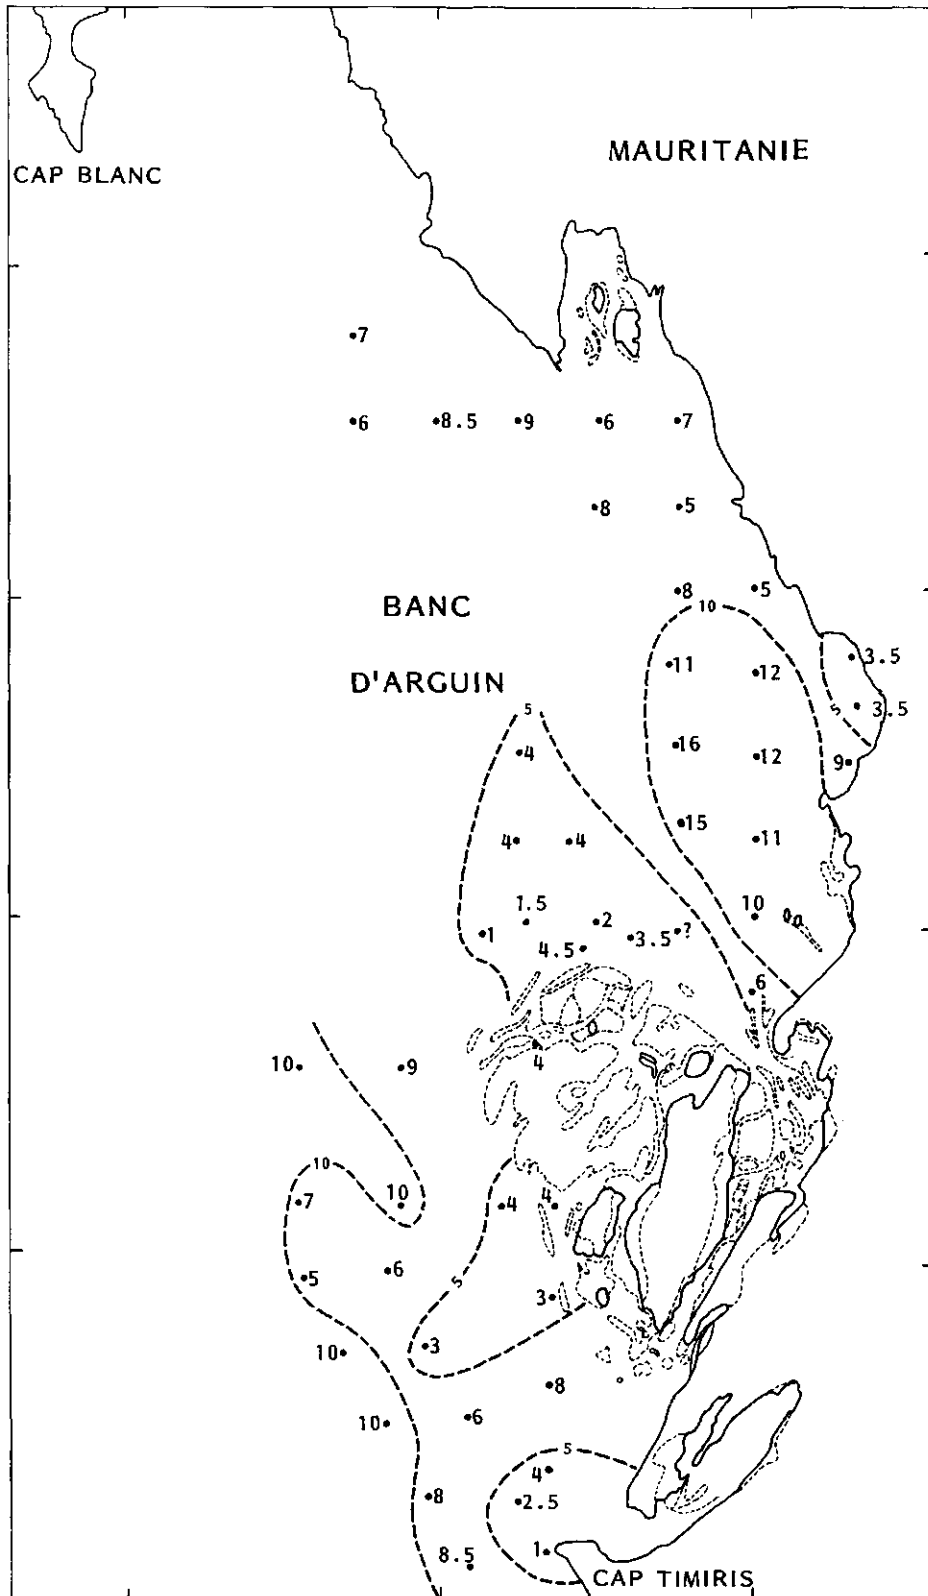 CAP BLANC
MAURITANIE
7
6 8.5 9 6 7
8 5
8 5
BANC
10
D'ARGUIN
11 12 3.5
5 3.5
5
4 16 12 9
4 4 15 11
1.5 10
1 2 3.5 ?
4.5
6
4
10 9
10
7 10 4 4
5 6 5
3
10 3
8
10 6
5
4
8 2.5
8.5 1
CAP TIMIRIS